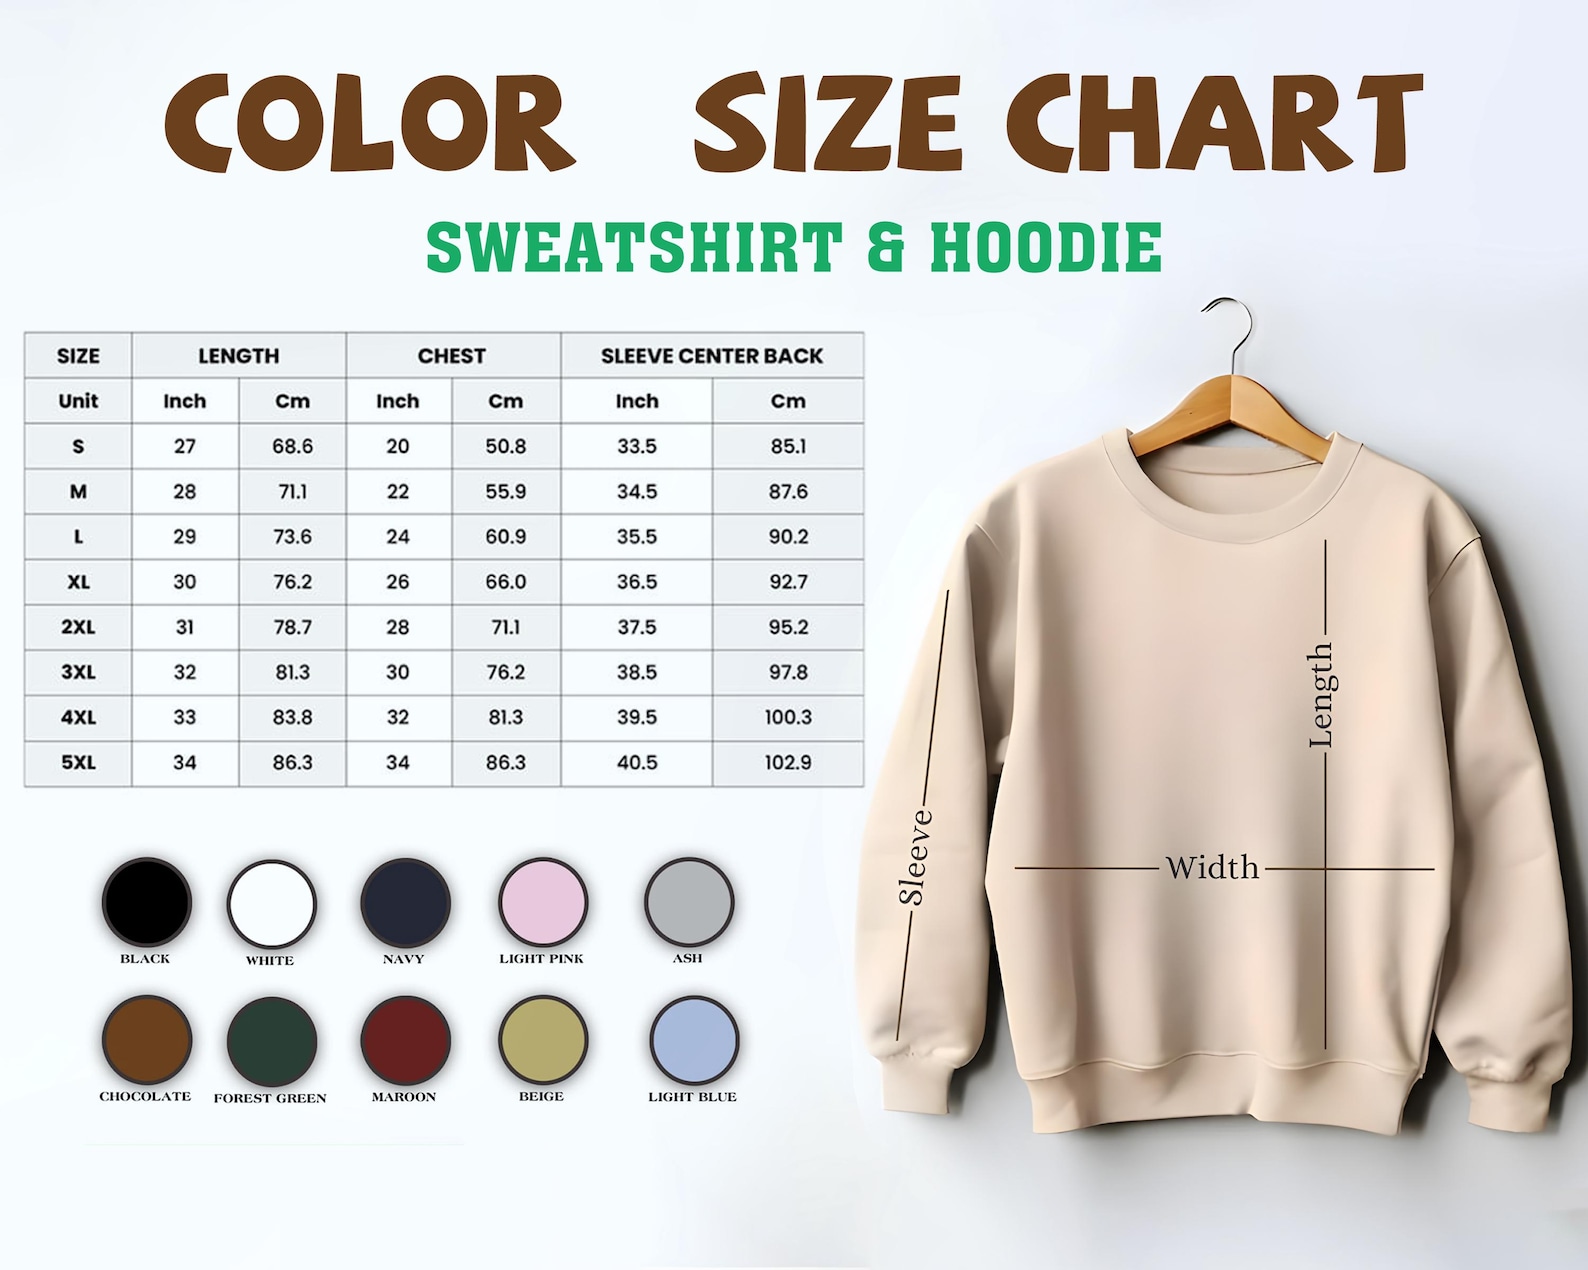 COLOR SIZE CHART
SWEATSHIRT & HOODIE
SIZE LENGTH CHEST SLEEVE CENTER BACK
Unit Inch Cm Inch Cm Inch Cm
S 27 68.6 20 50.8 33.5 85.1
M 28 71.1 22 55.9 34.5 87.6
L 29 73.6 24 60.9 35.5 90.2
XL 30 76.2 26 66.0 36.5 92.7
2XL 31 78.7 28 71.1 37.5 95.2
3XL 32 81.3 30 76.2 38.5 97.8
4XL 33 83.8 32 81.3 39.5 100.3
5XL 34 86.3 34 86.3 40.5 102.9
BLACK WHITE NAVY LIGHT PINK ASH
CHOCOLATE FOREST GREEN MAROON BEIGE LIGHT BLUE
Sleeve
Width
Length